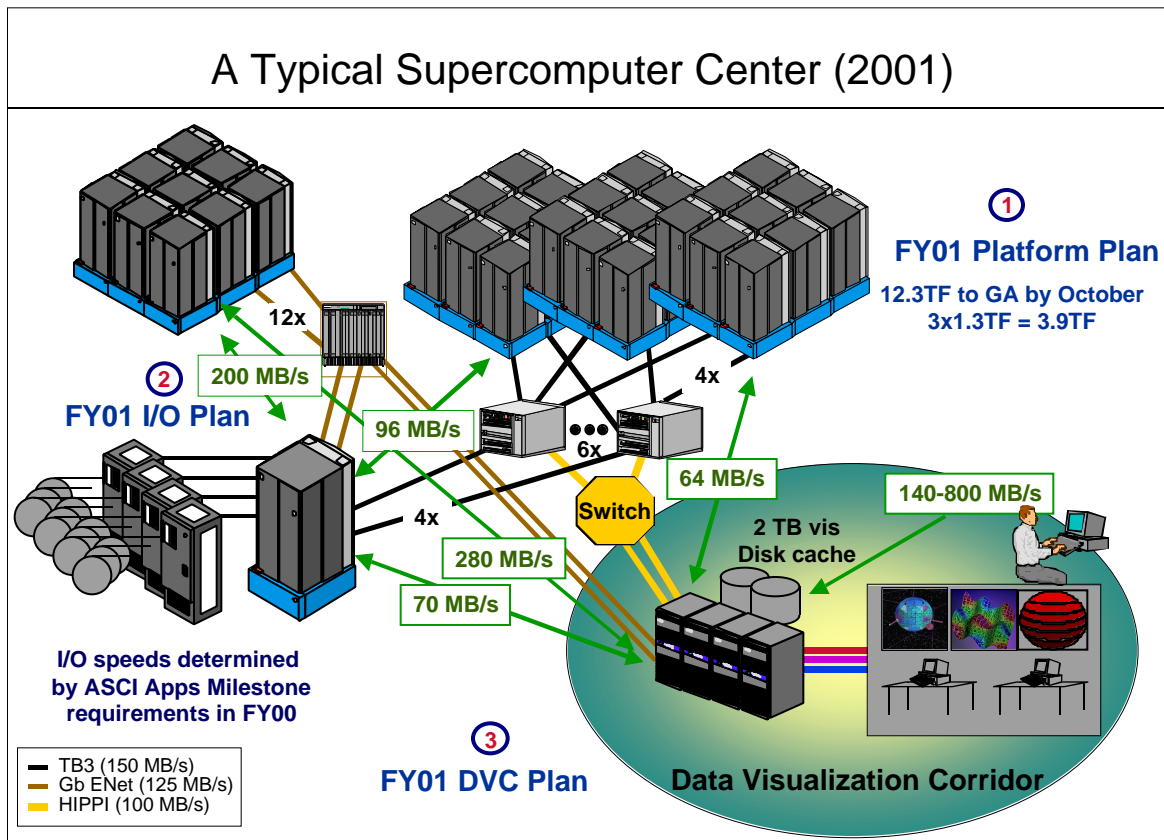 A Typical Supercomputer Center (2001)
1
FY01 Platform Plan
12.3TF to GA by October
3x1.3TF = 3.9TF
12x
2
200 MB/s
FY01 I/O Plan
4x
96 MB/s
6x
64 MB/s
140-800 MB/s
Switch
4x
2 TB vis
Disk cache
280 MB/s
70 MB/s
I/O speeds determined
by ASCI Apps Milestone
requirements in FY00
3
FY01 DVC Plan
Data Visualization Corridor
TB3 (150 MB/s)
Gb ENet (125 MB/s)
HIPPI (100 MB/s)